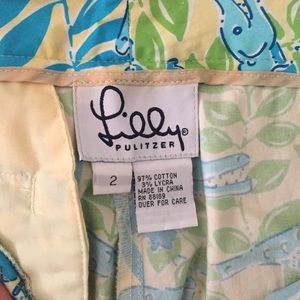 Lilly®
PULITZER
2
97% COTTON
3% LYCRA
MADE IN CHINA
RN 68189
OVER FOR CARE